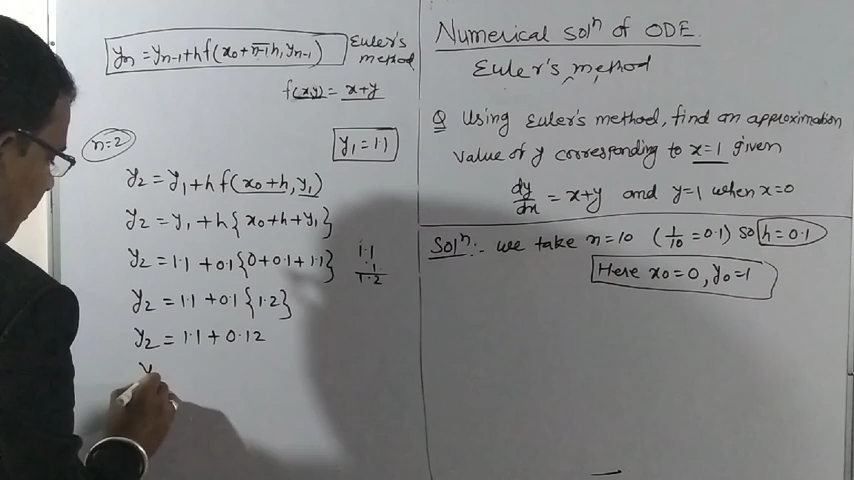 yn = yn-1 + hf(x0 + n-1 h, yn-1) Euler's method
f(x,y) = x+y
n=2
y1 = 1.1
y2 = y1 + h f(x0+h, y1)
y2 = y1 + h{x0+h+y1}
y2 = 1.1 + 0.1{0+0.1+1.1}
1.1
.1
1.2
y2 = 1.1 + 0.1{1.2}
y2 = 1.1 + 0.12
y
Numerical Solⁿ of ODE.
Euler's method
Q Using Euler's method, find an approximation
value of y corresponding to x=1 given
dy/dx = x+y and y=1 when x=0
Solⁿ:- we take n=10 (1/10 = 0.1) so h=0.1
Here x0=0, y0=1